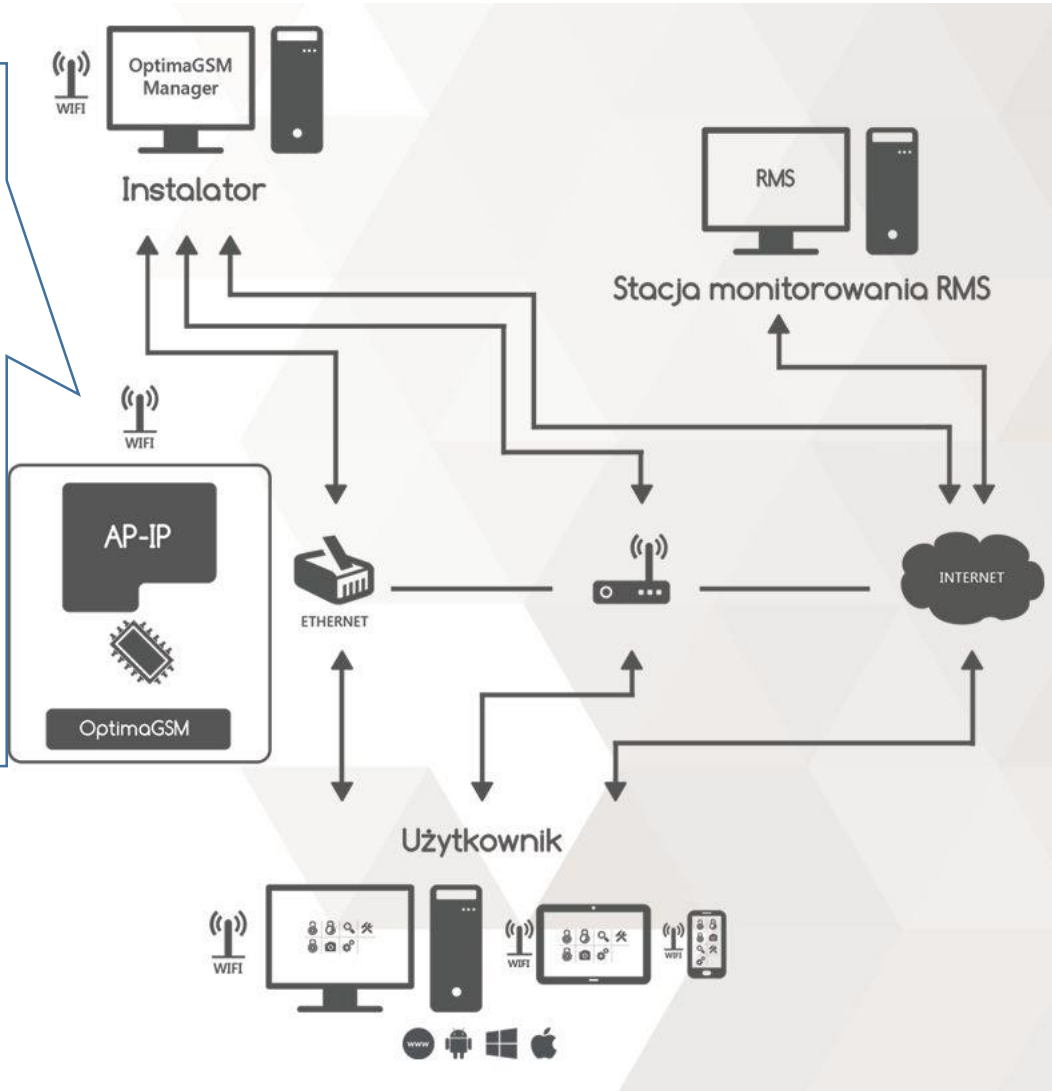 WIFI
OptimaGSM
Manager
Instalator
RMS
Stacja monitorowania RMS
WIFI
AP-IP
OptimaGSM
ETHERNET
INTERNET
Użytkownik
WIFI
WIFI
WIFI
www